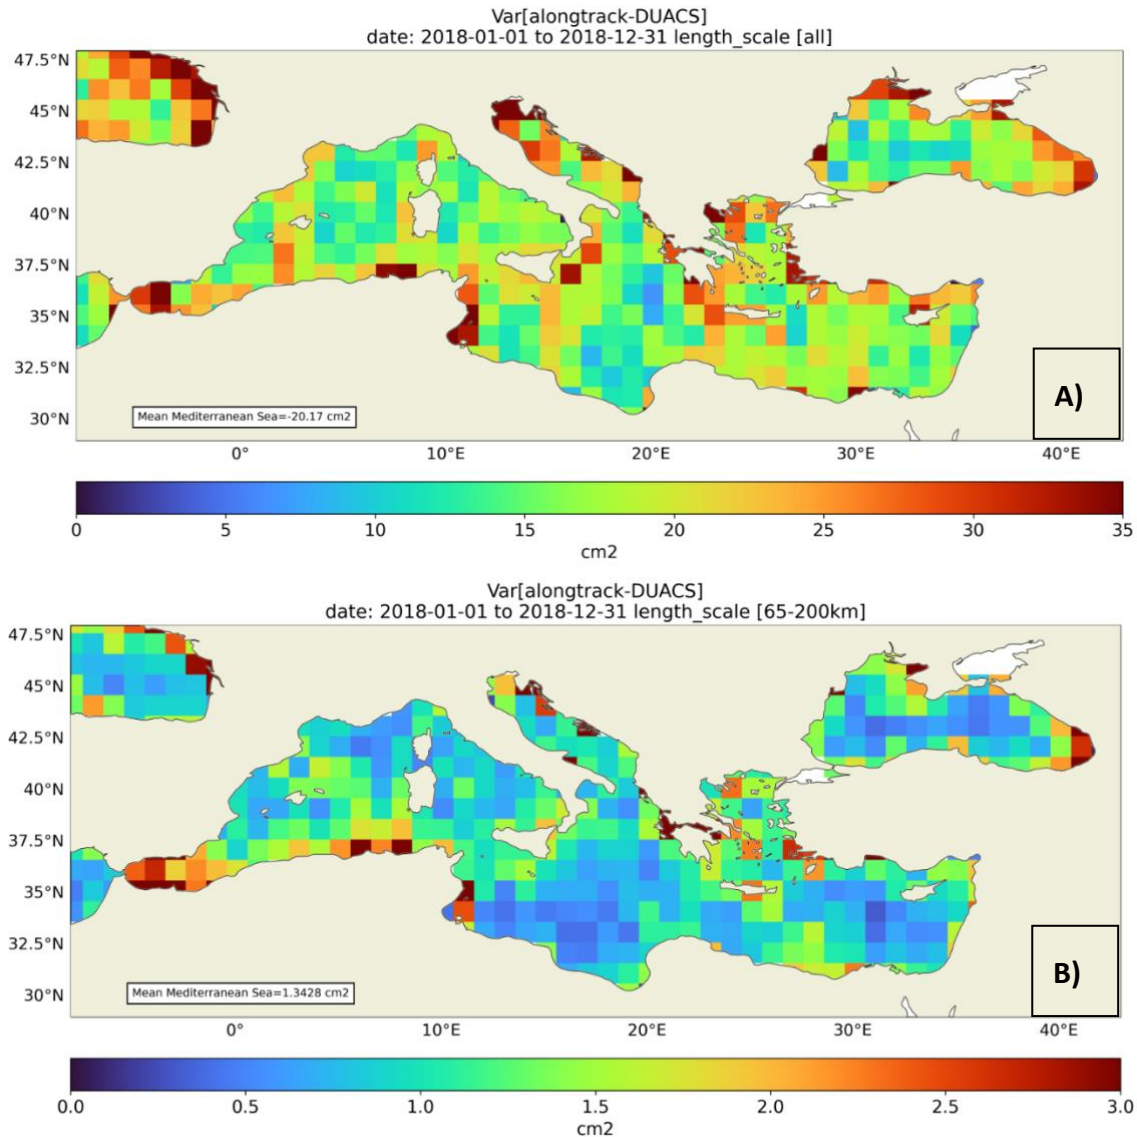 Var[alongtrack-DUACS]
date: 2018-01-01 to 2018-12-31 length_scale [all]
47.5°N
45°N
42.5°N
40°N
37.5°N
35°N
32.5°N
30°N
Mean Mediterranean Sea=-20.17 cm2
A)
0° 10°E 20°E 30°E 40°E
0 5 10 15 20 25 30 35
cm2
Var[alongtrack-DUACS]
date: 2018-01-01 to 2018-12-31 length_scale [65-200km]
47.5°N
45°N
42.5°N
40°N
37.5°N
35°N
32.5°N
30°N
Mean Mediterranean Sea=1.3428 cm2
B)
0° 10°E 20°E 30°E 40°E
0.0 0.5 1.0 1.5 2.0 2.5 3.0
cm2